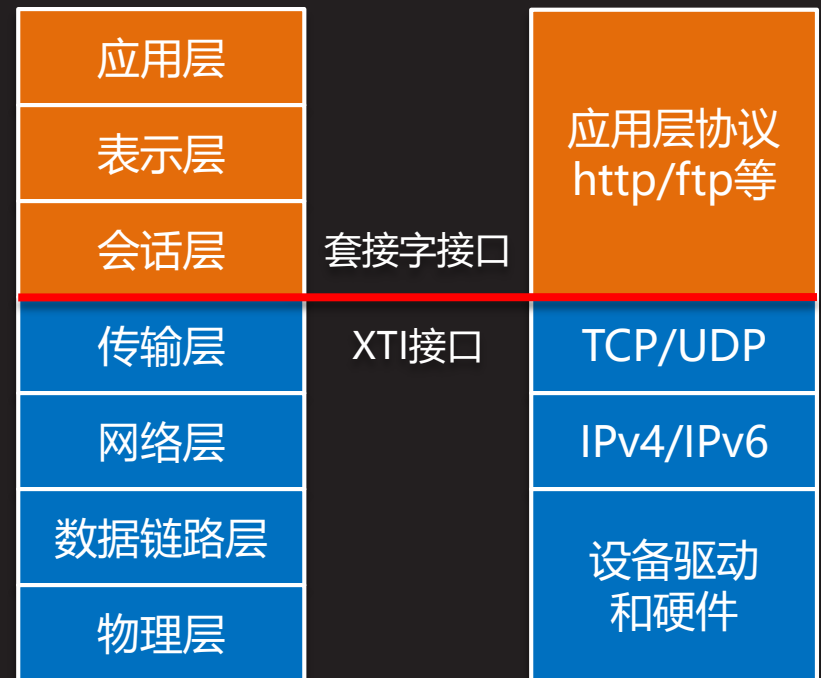 应用层
表示层
会话层
传输层
网络层
数据链路层
物理层
套接字接口
XTI接口
应用层协议
http/ftp等
TCP/UDP
IPv4/IPv6
设备驱动
和硬件